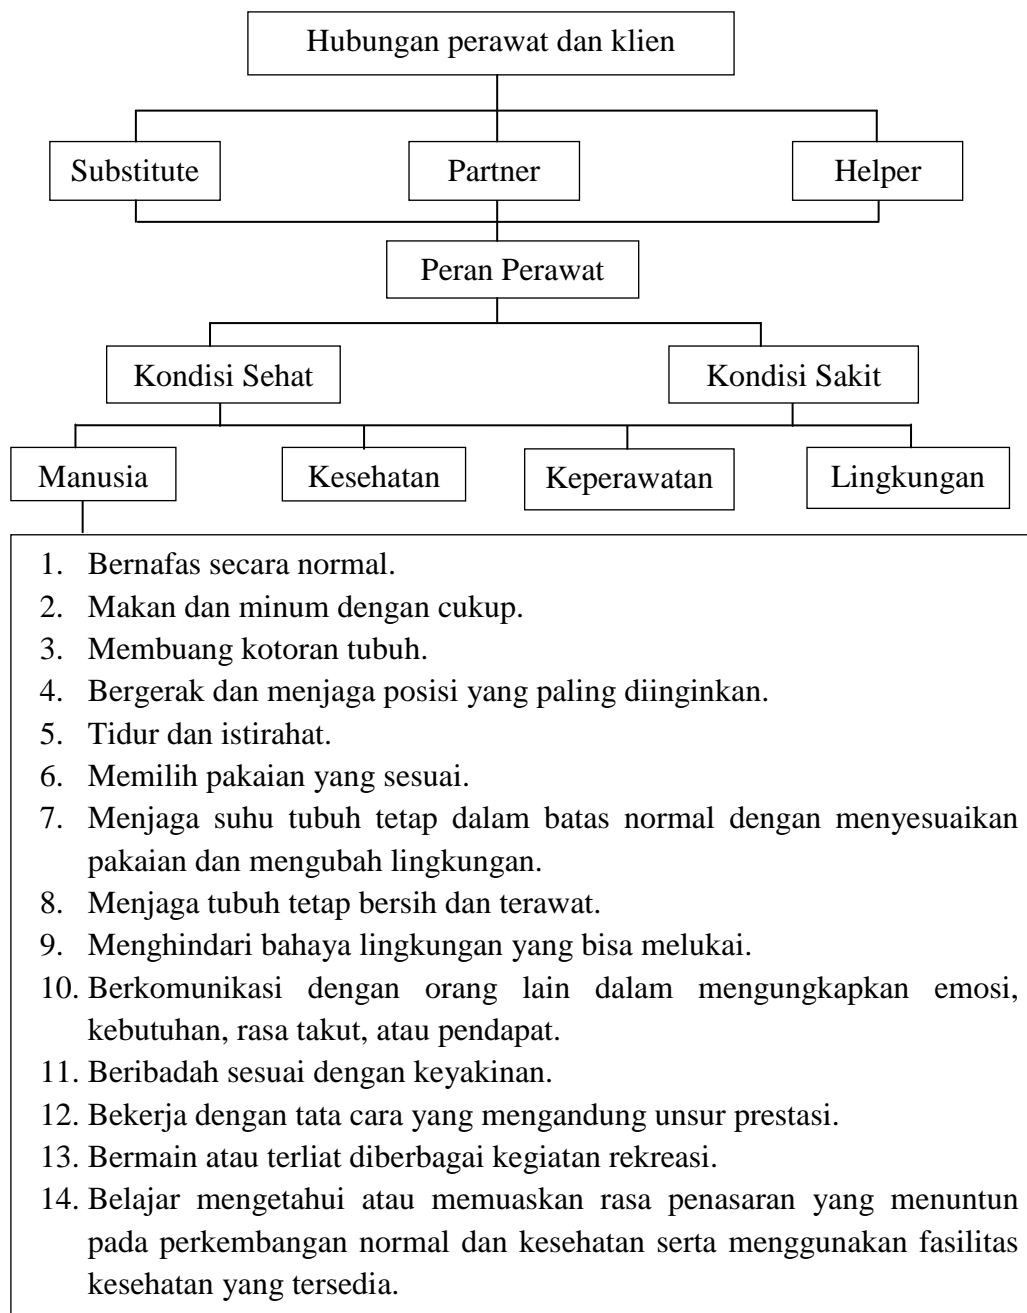 Hubungan perawat dan klien
Substitute
Partner
Helper
Peran Perawat
Kondisi Sehat
Kondisi Sakit
Manusia
Kesehatan
Keperawatan
Lingkungan
1. Bernafas secara normal.
2. Makan dan minum dengan cukup.
3. Membuang kotoran tubuh.
4. Bergerak dan menjaga posisi yang paling diinginkan.
5. Tidur dan istirahat.
6. Memilih pakaian yang sesuai.
7. Menjaga suhu tubuh tetap dalam batas normal dengan menyesuaikan
pakaian dan mengubah lingkungan.
8. Menjaga tubuh tetap bersih dan terawat.
9. Menghindari bahaya lingkungan yang bisa melukai.
10. Berkomunikasi dengan orang lain dalam mengungkapkan emosi,
kebutuhan, rasa takut, atau pendapat.
11. Beribadah sesuai dengan keyakinan.
12. Bekerja dengan tata cara yang mengandung unsur prestasi.
13. Bermain atau terliat diberbagai kegiatan rekreasi.
14. Belajar mengetahui atau memuaskan rasa penasaran yang menuntun
pada perkembangan normal dan kesehatan serta menggunakan fasilitas
kesehatan yang tersedia.